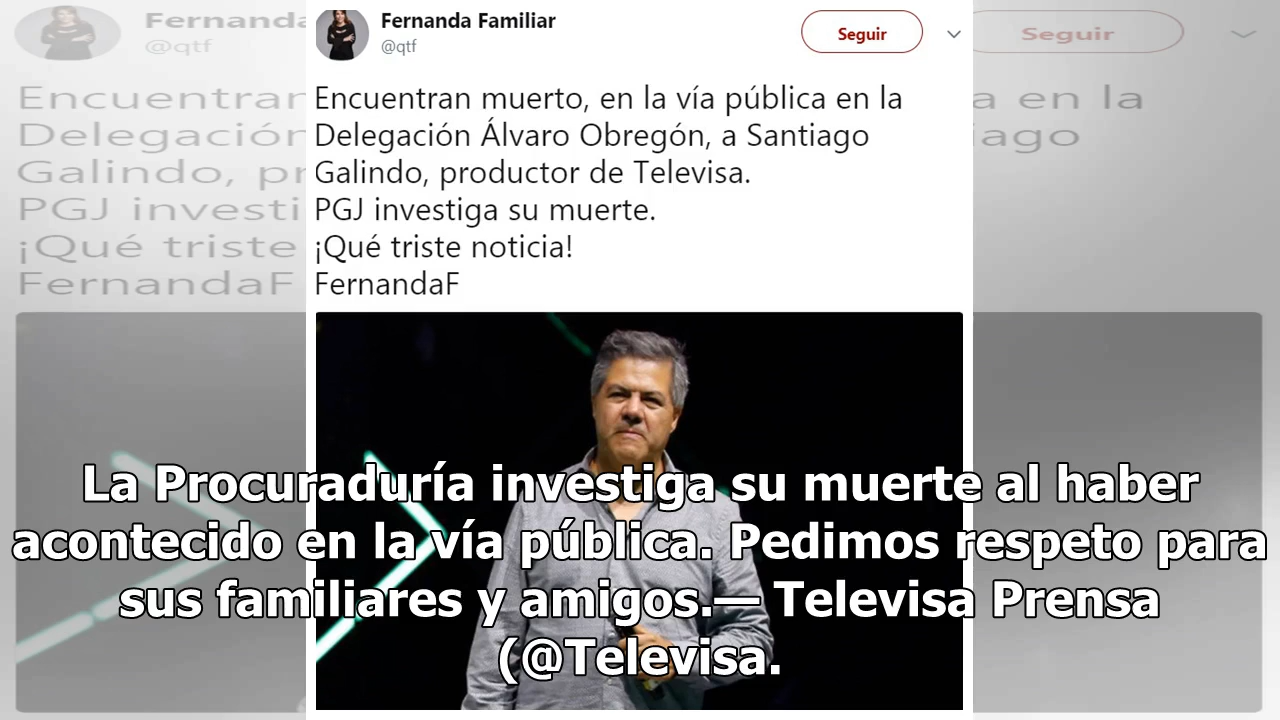 Fernanda Familiar
@qtf
Seguir
Encuentran muerto, en la vía pública en la
Delegación Álvaro Obregón, a Santiago
Galindo, productor de Televisa.
PGJ investiga su muerte.
¡Qué triste noticia!
FernandaF
La Procuraduría investiga su muerte al haber
acontecido en la vía pública. Pedimos respeto para
sus familiares y amigos.— Televisa Prensa
(@Televisa.